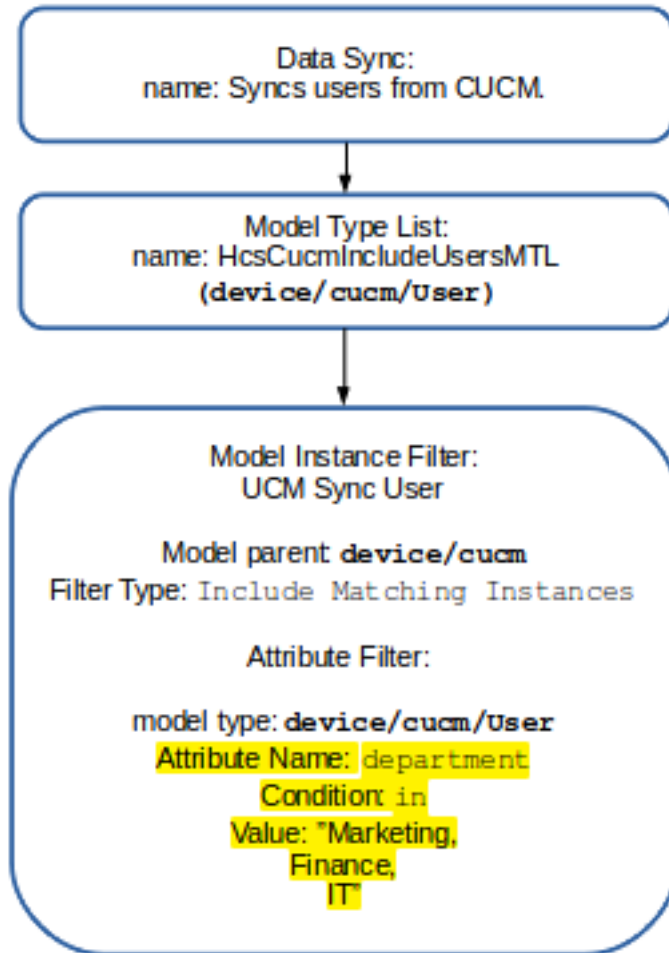 Data Sync:
name: Syncs users from CUCM.
Model Type List:
name: HcsCucmIncludeUsersMTL
(device/cucm/User)
Model Instance Filter:
UCM Sync User
Model parent: device/cucm
Filter Type: Include Matching Instances
Attribute Filter:
model type: device/cucm/User
Attribute Name: department
Condition: in
Value: "Marketing,
Finance,
IT"